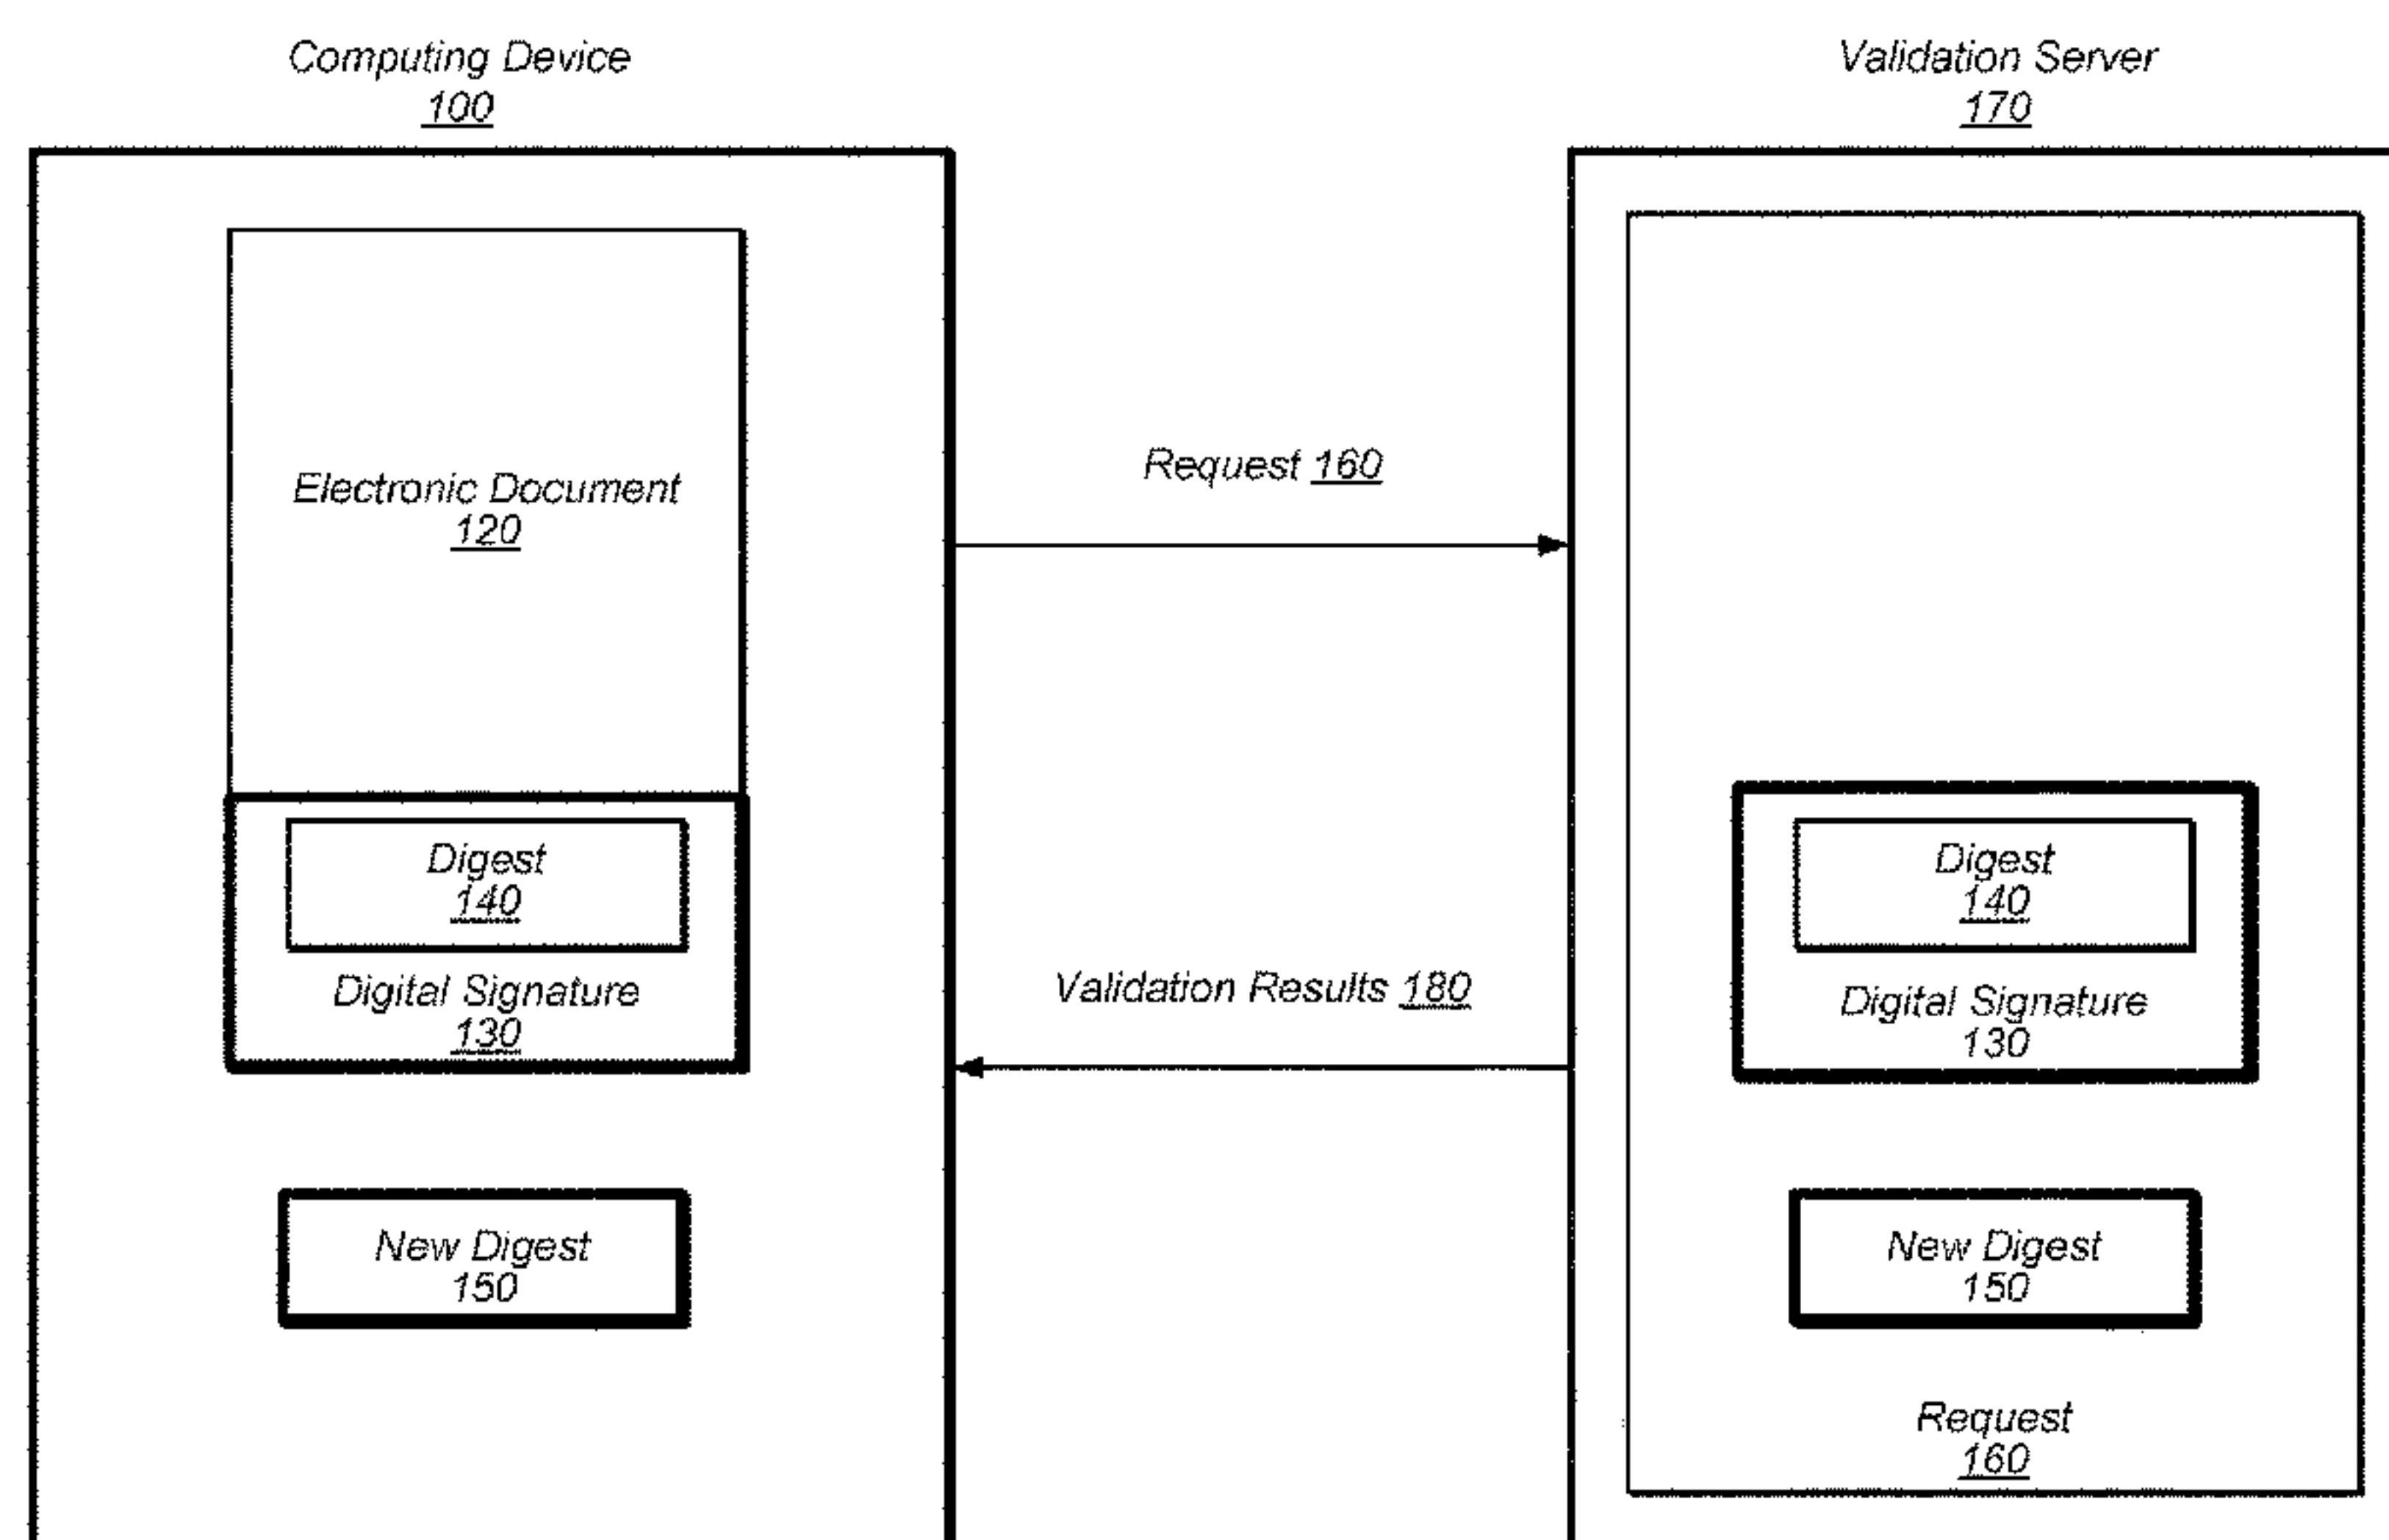 Computing Device
100
Validation Server
170
Electronic Document
120
Request 160
Digest
140
Digital Signature
130
Validation Results 180
Digest
140
Digital Signature
130
New Digest
150
New Digest
150
Request
160